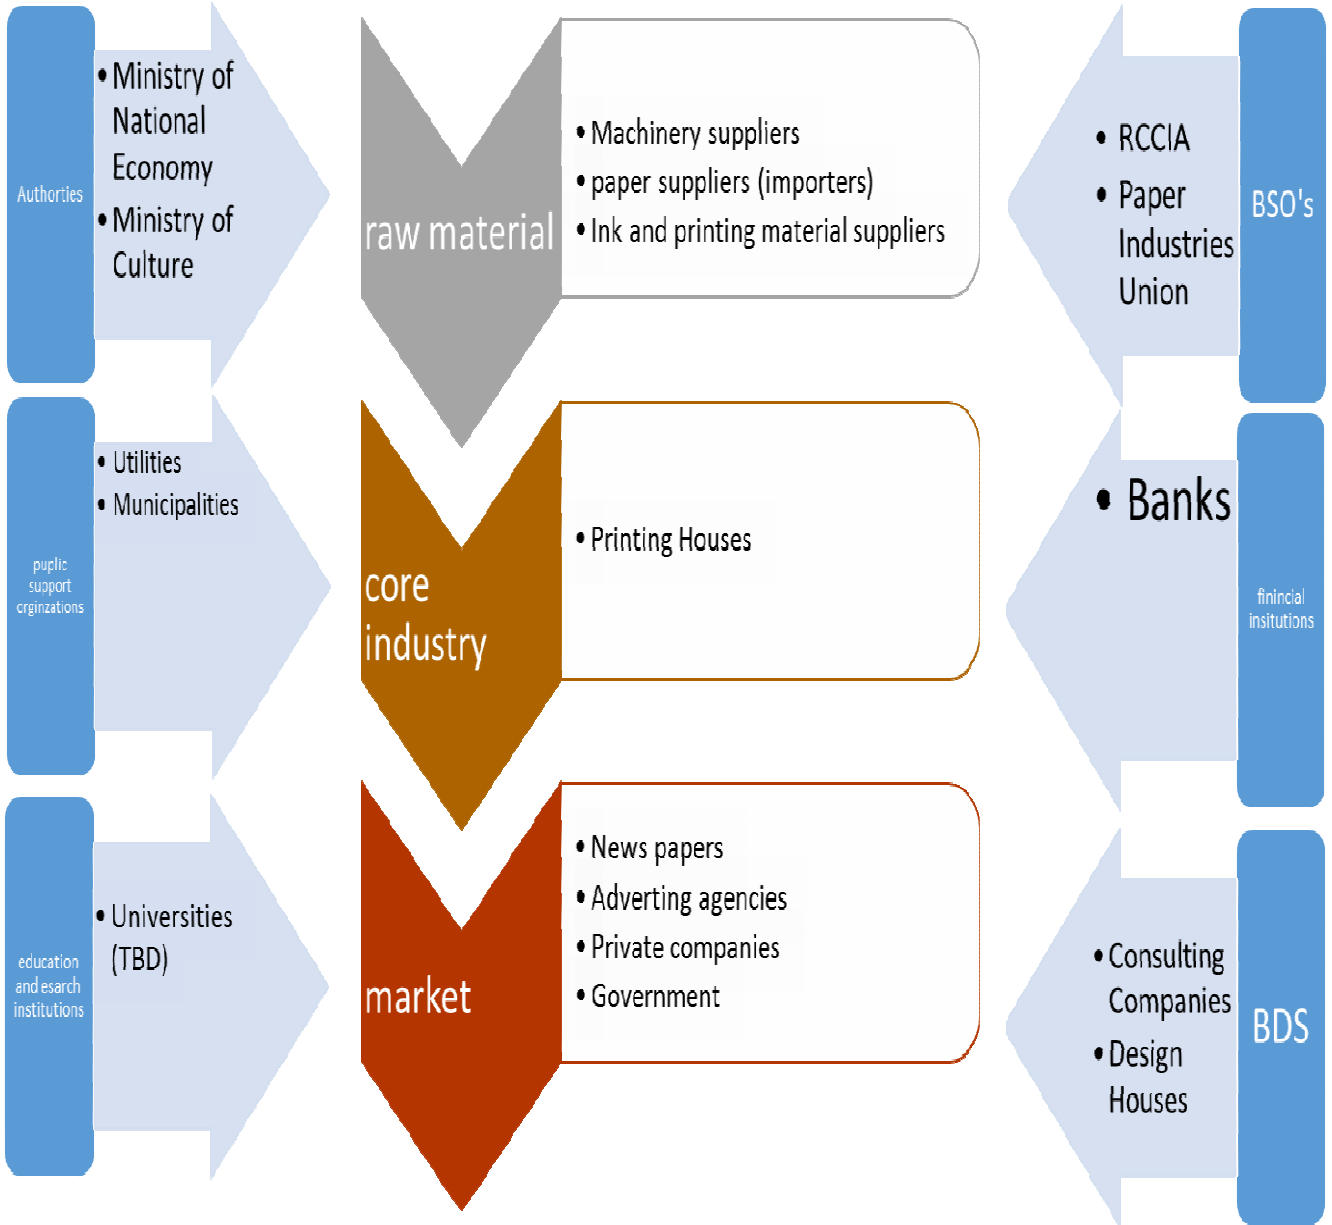 Authorties
• Ministry of
National
Economy
• Ministry of
Culture
raw material
• Machinery suppliers
• paper suppliers (importers)
• Ink and printing material suppliers
• RCCIA
• Paper
Industries
Union
BSO's
puplic
support
orginzations
• Utilities
• Municipalities
core
industry
• Printing Houses
• Banks
finincial
insitutions
education
and esarch
institutions
• Universities
(TBD)
market
• News papers
• Adverting agencies
• Private companies
• Government
• Consulting
Companies
• Design
Houses
BDS